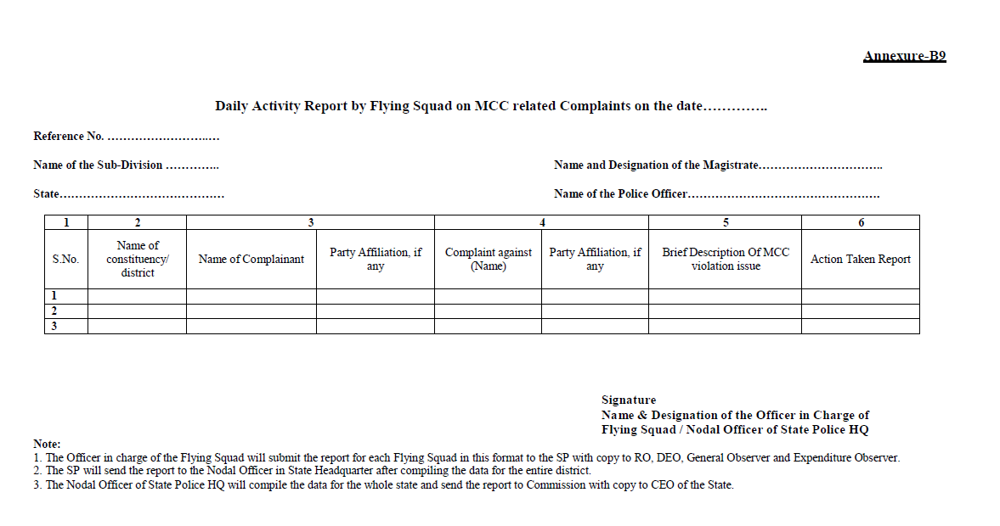 Annexure-B9
Daily Activity Report by Flying Squad on MCC related Complaints on the date…………..
Reference No. ……………………..…
Name of the Sub-Division …………..
Name and Designation of the Magistrate…………………………..
State……………………………………
Name of the Police Officer………………………………………….
1 2 3 4 5 6
S.No.
Name of
constituency/
district
Name of Complainant
Party Affiliation, if
any
Complaint against
(Name)
Party Affiliation, if
any
Brief Description Of MCC
violation issue
Action Taken Report
1
2
3
Signature
Name & Designation of the Officer in Charge of
Flying Squad / Nodal Officer of State Police HQ
Note:
1. The Officer in charge of the Flying Squad will submit the report for each Flying Squad in this format to the SP with copy to RO, DEO, General Observer and Expenditure Observer.
2. The SP will send the report to the Nodal Officer in State Headquarter after compiling the data for the entire district.
3. The Nodal Officer of State Police HQ will compile the data for the whole state and send the report to Commission with copy to CEO of the State.